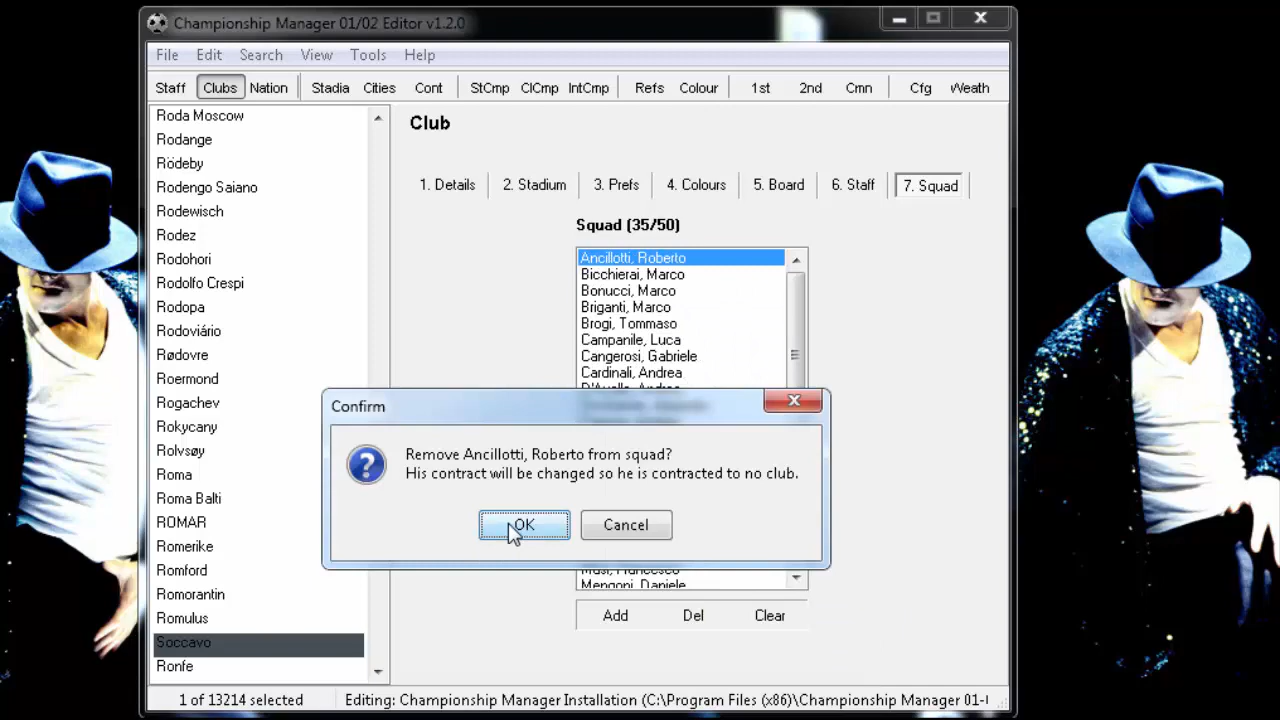 Championship Manager 01/02 Editor v1.2.0
File Edit Search View Tools Help
Staff Clubs Nation Stadia Cities Cont StCmp ClCmp IntCmp Refs Colour 1st 2nd Cmn Cfg Weath
Roda Moscow
Rodange
Rödeby
Rodengo Saiano
Rodewisch
Rodez
Rodohori
Rodolfo Crespi
Rodopa
Rodoviário
Rødovre
Roermond
Rogachev
Rokycany
Rolvsøy
Roma
Roma Balti
ROMAR
Romerike
Romford
Romorantin
Romulus
Soccavo
Ronfe
Club
1. Details 2. Stadium 3. Prefs 4. Colours 5. Board 6. Staff 7. Squad
Squad (35/50)
Ancillotti, Roberto
Bicchierai, Marco
Bonucci, Marco
Briganti, Marco
Brogi, Tommaso
Campanile, Luca
Cangerosi, Gabriele
Cardinali, Andrea
Confirm
Remove Ancillotti, Roberto from squad?
His contract will be changed so he is contracted to no club.
OK Cancel
Musi, Francesco
Mengoni, Daniele
Add Del Clear
1 of 13214 selected Editing: Championship Manager Installation (C:\Program Files (x86)\Championship Manager 01-